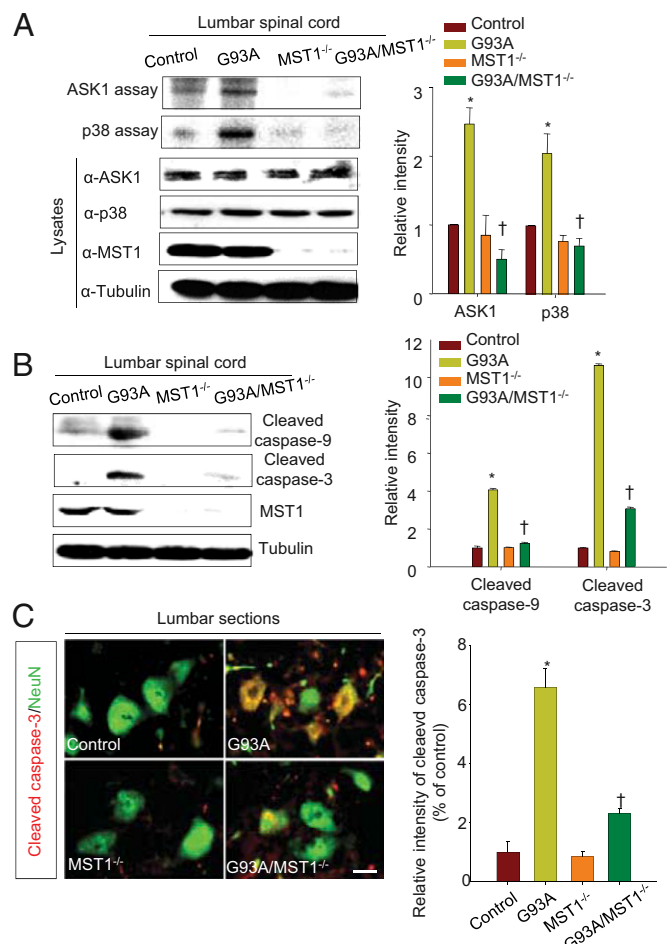 A
Lumbar spinal cord
Control G93A MST1-/- G93A/MST1-/-
ASK1 assay
p38 assay
Lysates
α-ASK1
α-p38
α-MST1
α-Tubulin
Control
G93A
MST1-/-
G93A/MST1-/-
Relative intensity
3
2
1
0
* † * †
ASK1 p38
B
Lumbar spinal cord
Control G93A MST1-/- G93A/MST1-/-
Cleaved
caspase-9
Cleaved
caspase-3
MST1
Tubulin
Control
G93A
MST1-/-
G93A/MST1-/-
Relative intensity
12
10
8
6
4
2
0
* † * †
Cleaved
caspase-9
Cleaved
caspase-3
C
Lumbar sections
Cleaved caspase-3/NeuN
Control
G93A
MST1-/-
G93A/MST1-/-
Relative intensity of cleaevd caspase-3
(% of control)
8
6
4
2
0
* †
Control G93A MST1-/- G93A/MST1-/-